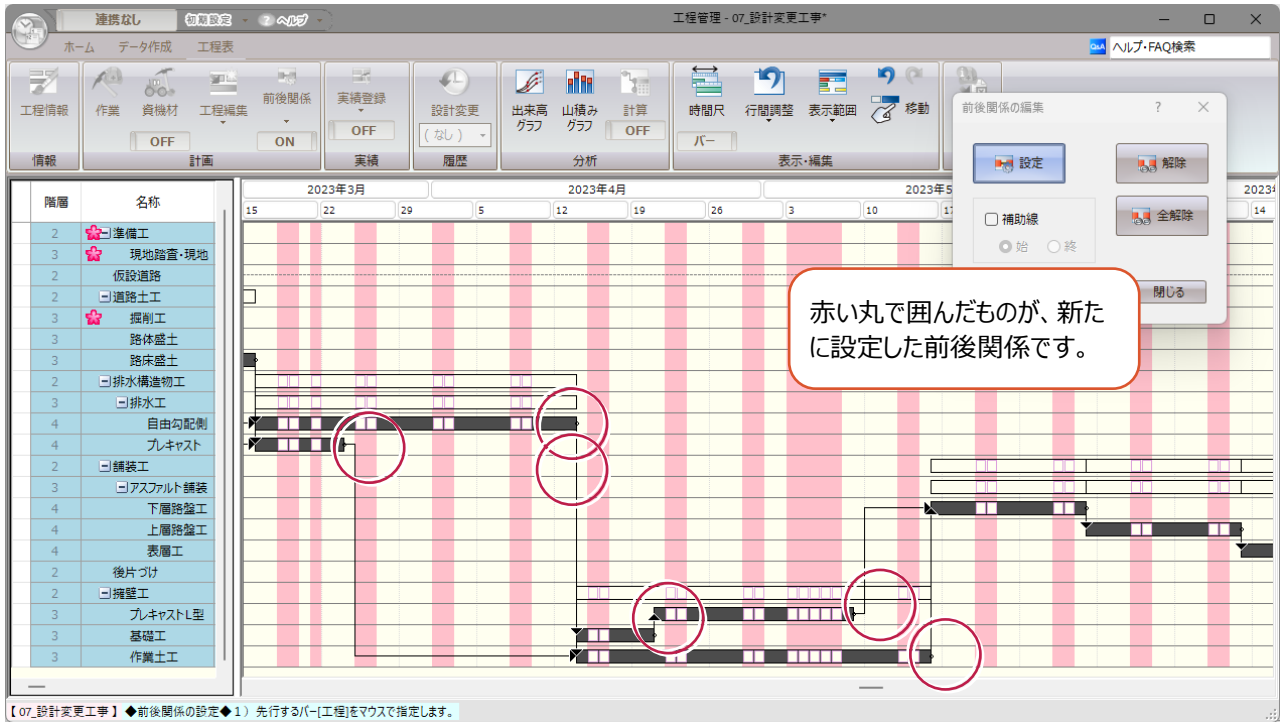 連携なし 初期設定 ? ヘルプ 工程管理 - 07_設計変更工事*
ホーム データ作成 工程表 Q&A ヘルプ・FAQ検索
工程情報 作業 資機材 工程編集 前後関係 実績登録 設計変更 出来高グラフ 山積みグラフ 計算 時間尺 行間調整 表示範囲 移動
OFF ON OFF (なし) OFF バー
情報 計画 実績 履歴 分析 表示・編集
前後関係の編集 ? ×
設定 解除
補助線 全解除
始 終
閉じる
赤い丸で囲んだものが、新た
に設定した前後関係です。
階層 名称
2023年3月 2023年4月 2023年5
15 22 29 5 12 19 26 3 10 14
2 準備工
3 現地踏査・現地
2 仮設道路
2 道路土工
3 掘削工
3 路体盛土
3 路床盛土
2 排水構造物工
3 排水工
4 自由勾配側
4 プレキャスト
2 舗装工
3 アスファルト舗装
4 下層路盤工
4 上層路盤工
4 表層工
2 後片づけ
2 擁壁工
3 プレキャストL型
3 基礎工
3 作業土工
【 07_設計変更工事 】 ◆前後関係の設定◆ 1） 先行するバー[工程]をマウスで指定します。